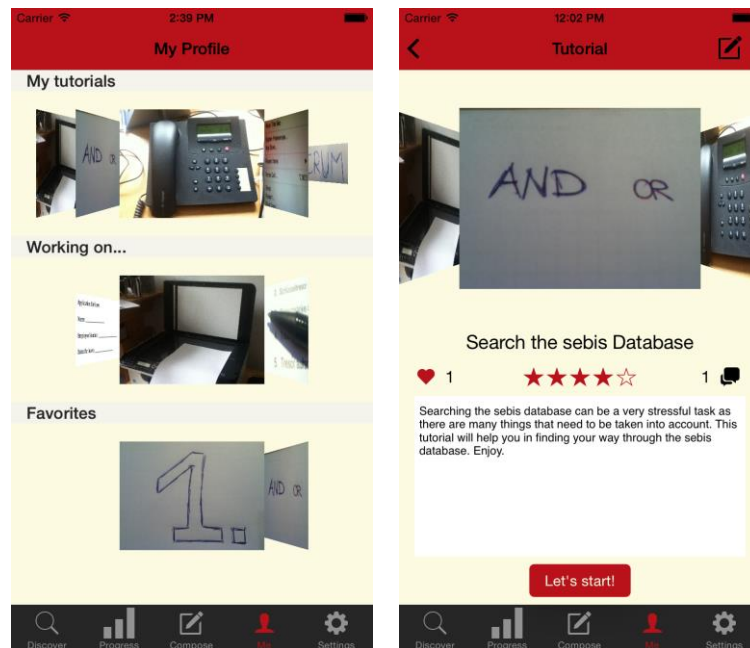 Carrier 2:39 PM
My Profile
My tutorials
AND OR
CRUM
Working on...
Favorites
1.
AND OR
Discover Progress Compose Me Settings
Carrier 12:02 PM
Tutorial
AND OR
Search the sebis Database
1 ★★★★☆ 1
Searching the sebis database can be a very stressful task as
there are many things that need to be taken into account. This
tutorial will help you in finding your way through the sebis
database. Enjoy.
Let's start!
Discover Progress Compose Me Settings